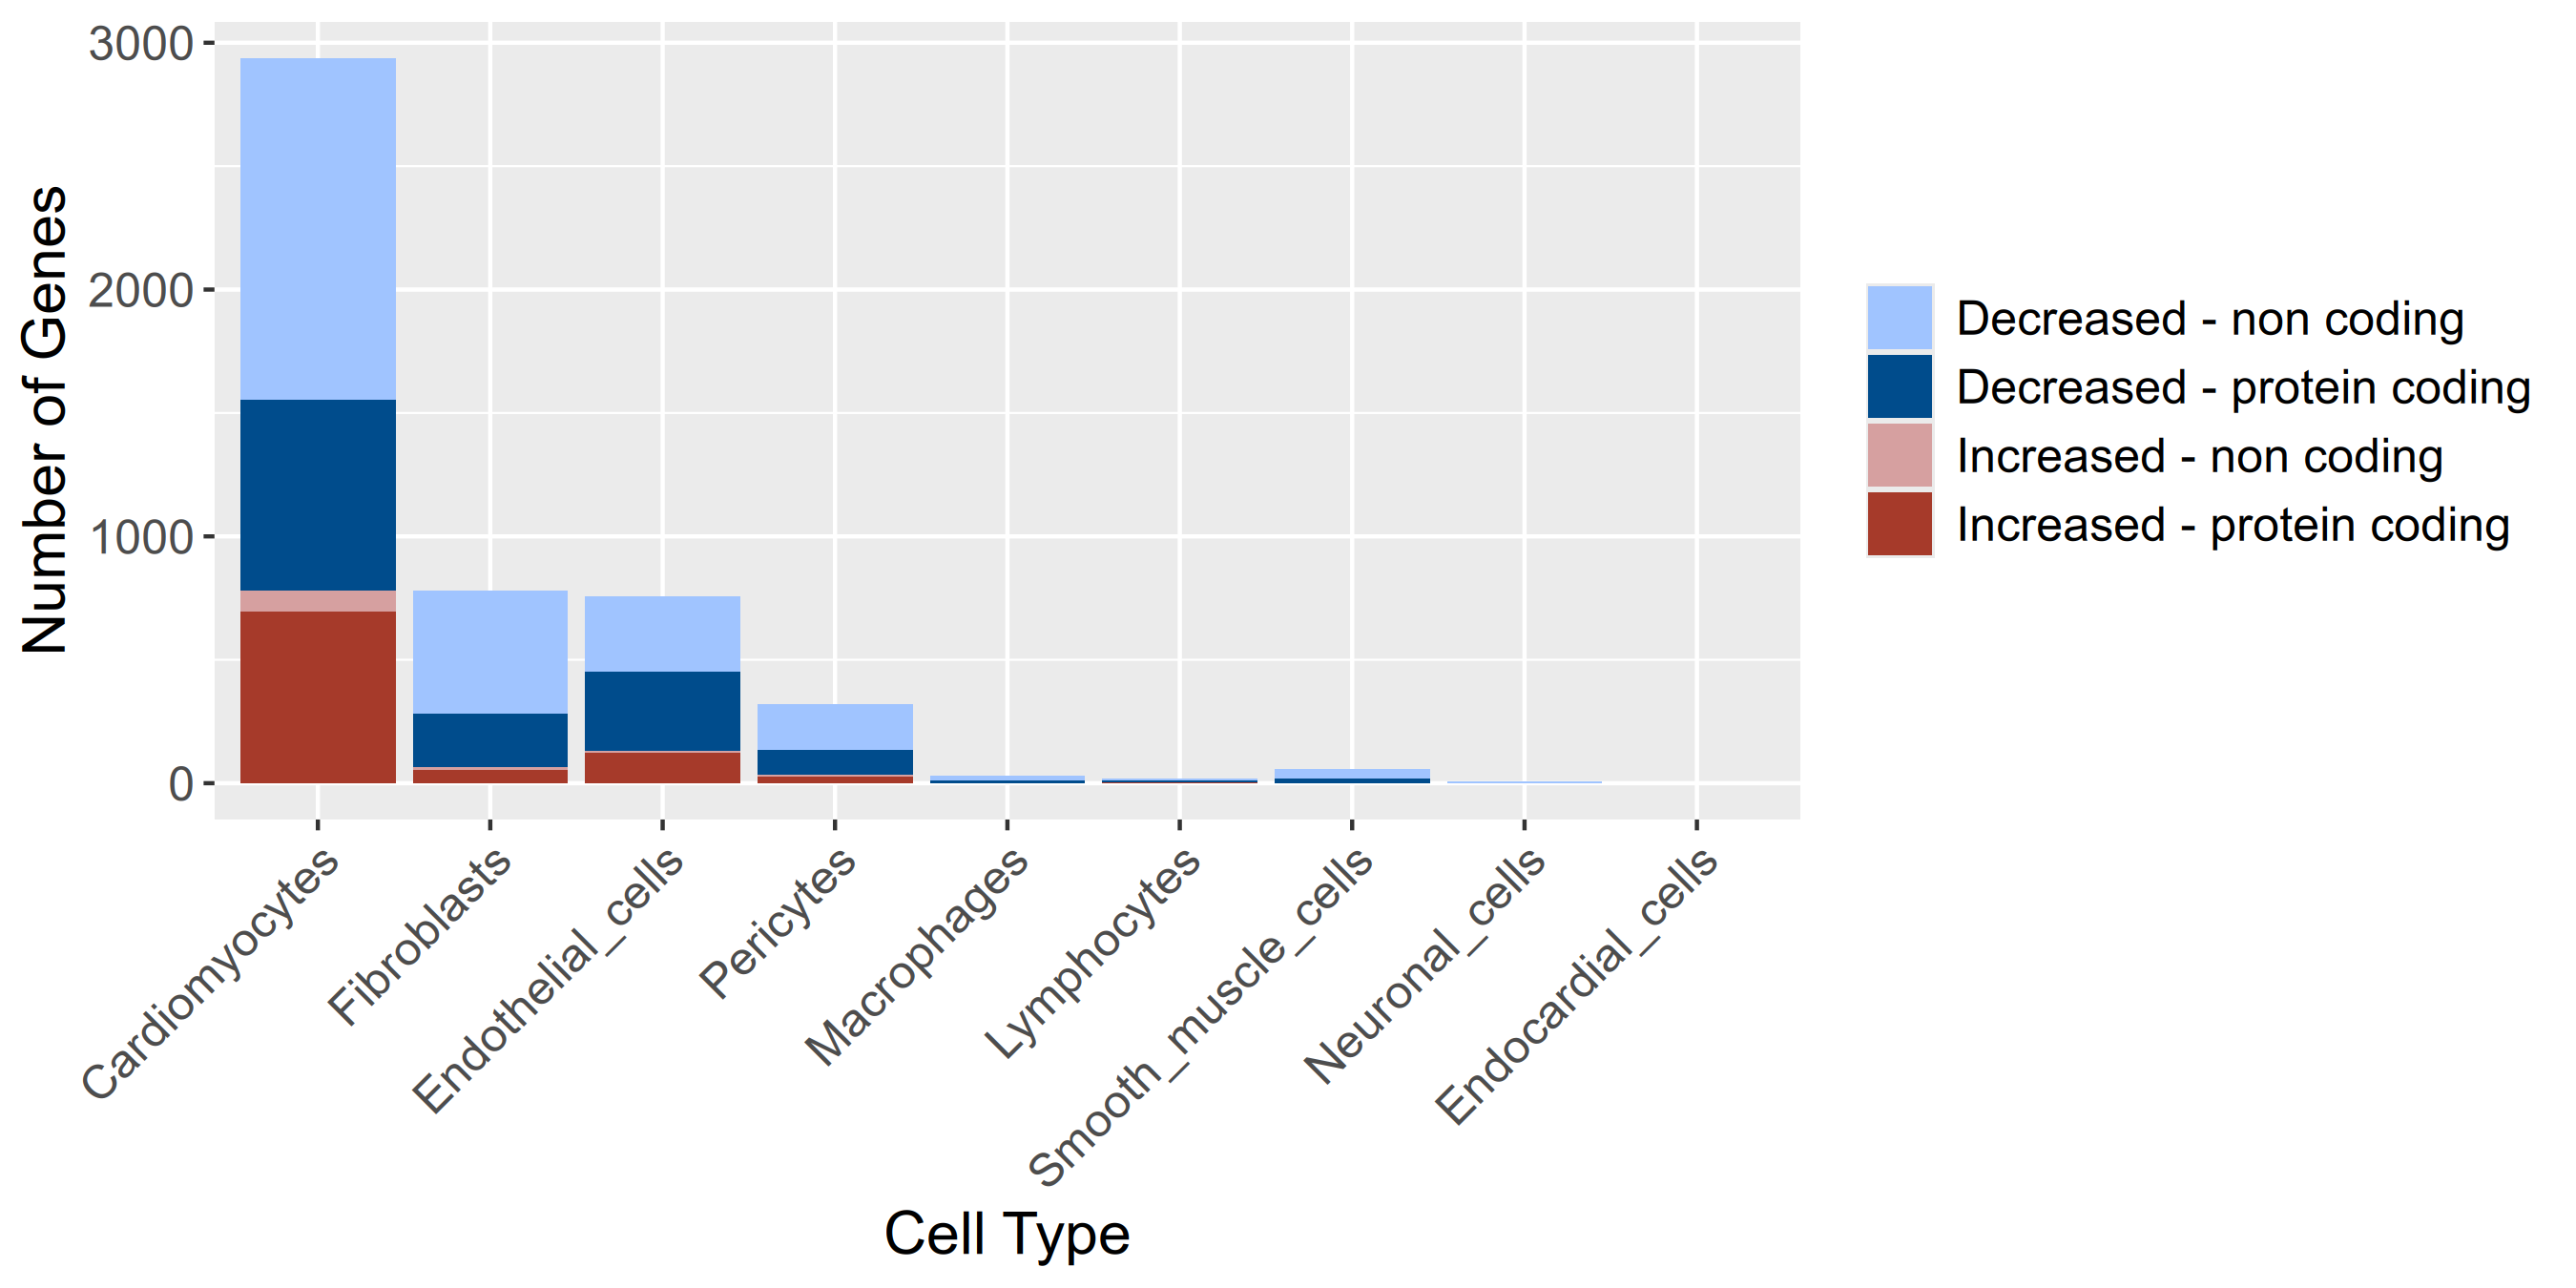 Number of Genes
3000
2000
1000
0
Cardiomyocytes
Fibroblasts
Endothelial_cells
Pericytes
Macrophages
Lymphocytes
Smooth_muscle_cells
Neuronal_cells
Endocardial_cells
Cell Type
Decreased - non coding
Decreased - protein coding
Increased - non coding
Increased - protein coding